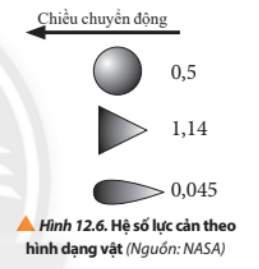 Chiều chuyển động
0,5
1,14
0,045
Hình 12.6. Hệ số lực cản theo
hình dạng vật (Nguồn: NASA)